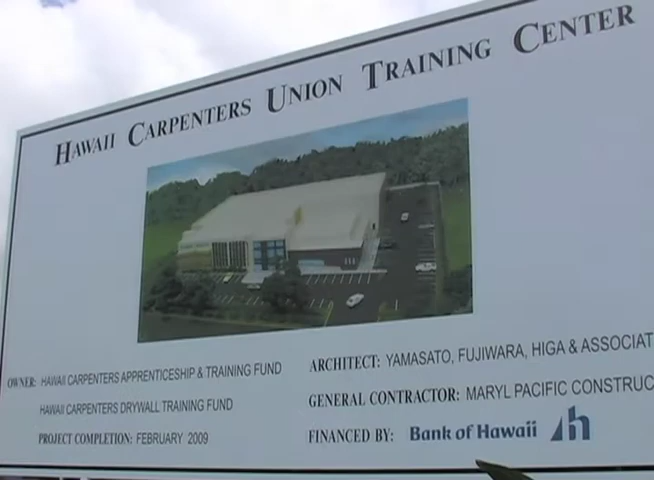 HAWAII CARPENTERS UNION TRAINING CENTER
OWNER: HAWAII CARPENTERS APPRENTICESHIP & TRAINING FUND
HAWAII CARPENTERS DRYWALL TRAINING FUND
PROJECT COMPLETION: FEBRUARY 2009
ARCHITECT: YAMASATO, FUJIWARA, HIGA & ASSOCIAT
GENERAL CONTRACTOR: MARYL PACIFIC CONSTRUC
FINANCED BY: Bank of Hawaii